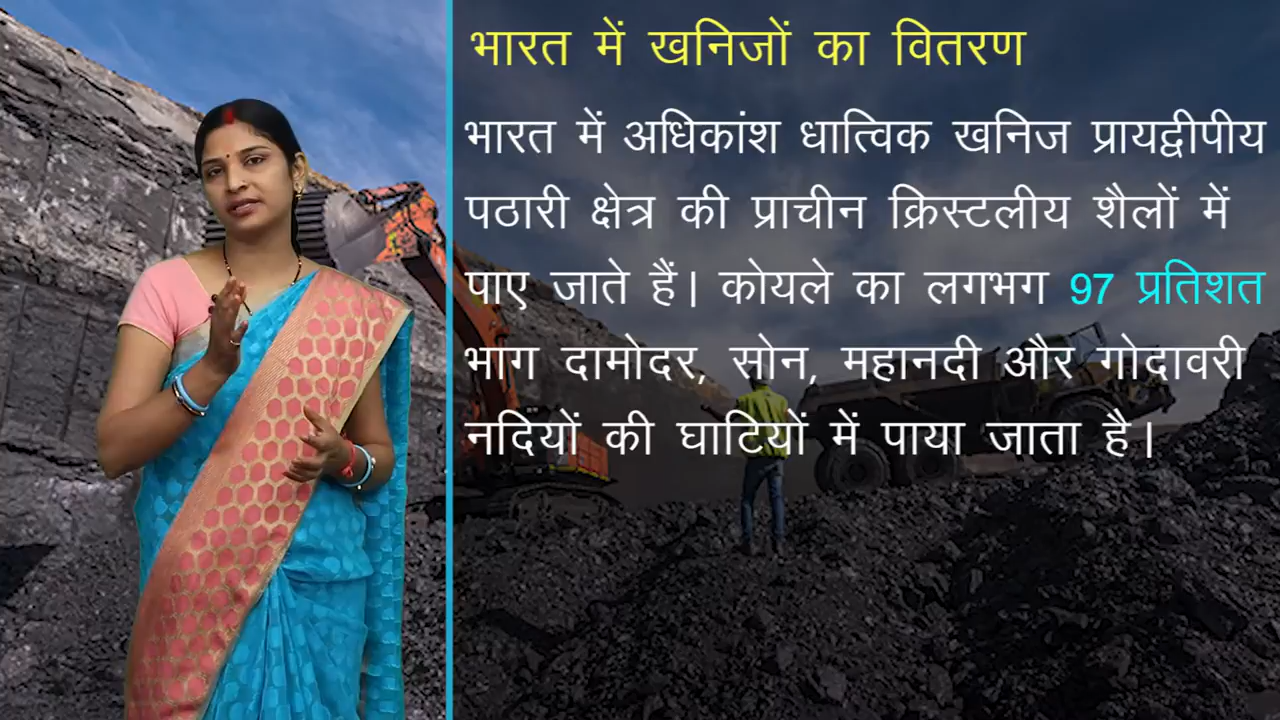 भारत में खनिजों का वितरण
भारत में अधिकांश धात्विक खनिज प्रायद्वीपीय
पठारी क्षेत्र की प्राचीन क्रिस्टलीय शैलों में
पाए जाते हैं। कोयले का लगभग 97 प्रतिशत
भाग दामोदर, सोन, महानदी और गोदावरी
नदियों की घाटियों में पाया जाता है।